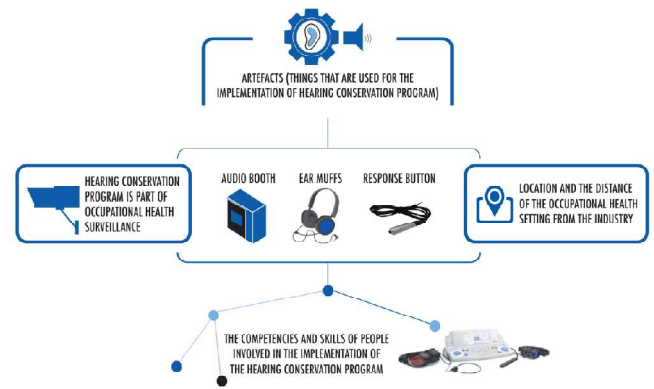 ARTEFACTS (THINGS THAT ARE USED FOR THE
IMPLEMENTATION OF HEARING CONSERVATION PROGRAM)
HEARING CONSERVATION
PROGRAM IS PART OF
OCCUPATIONAL HEALTH
SURVEILLANCE
AUDIO BOOTH
EAR MUFFS
RESPONSE BUTTON
LOCATION AND THE DISTANCE
OF THE OCCUPATIONAL HEALTH
SETTING FROM THE INDUSTRY
THE COMPETENCIES AND SKILLS OF PEOPLE
INVOLVED IN THE IMPLEMENTATION OF
THE HEARING CONSERVATION PROGRAM